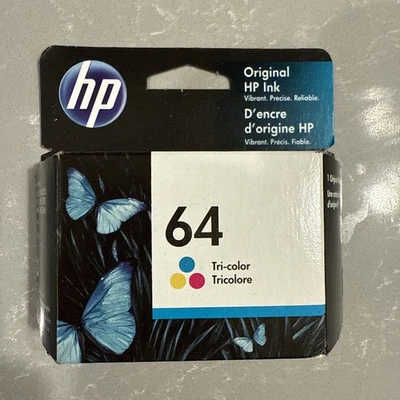 hp
Original
HP Ink
Vibrant. Precise. Reliable.
D'encre
d'origine HP
Vibrant. Précis. Fiable.
64
Tri-color
Tricolore